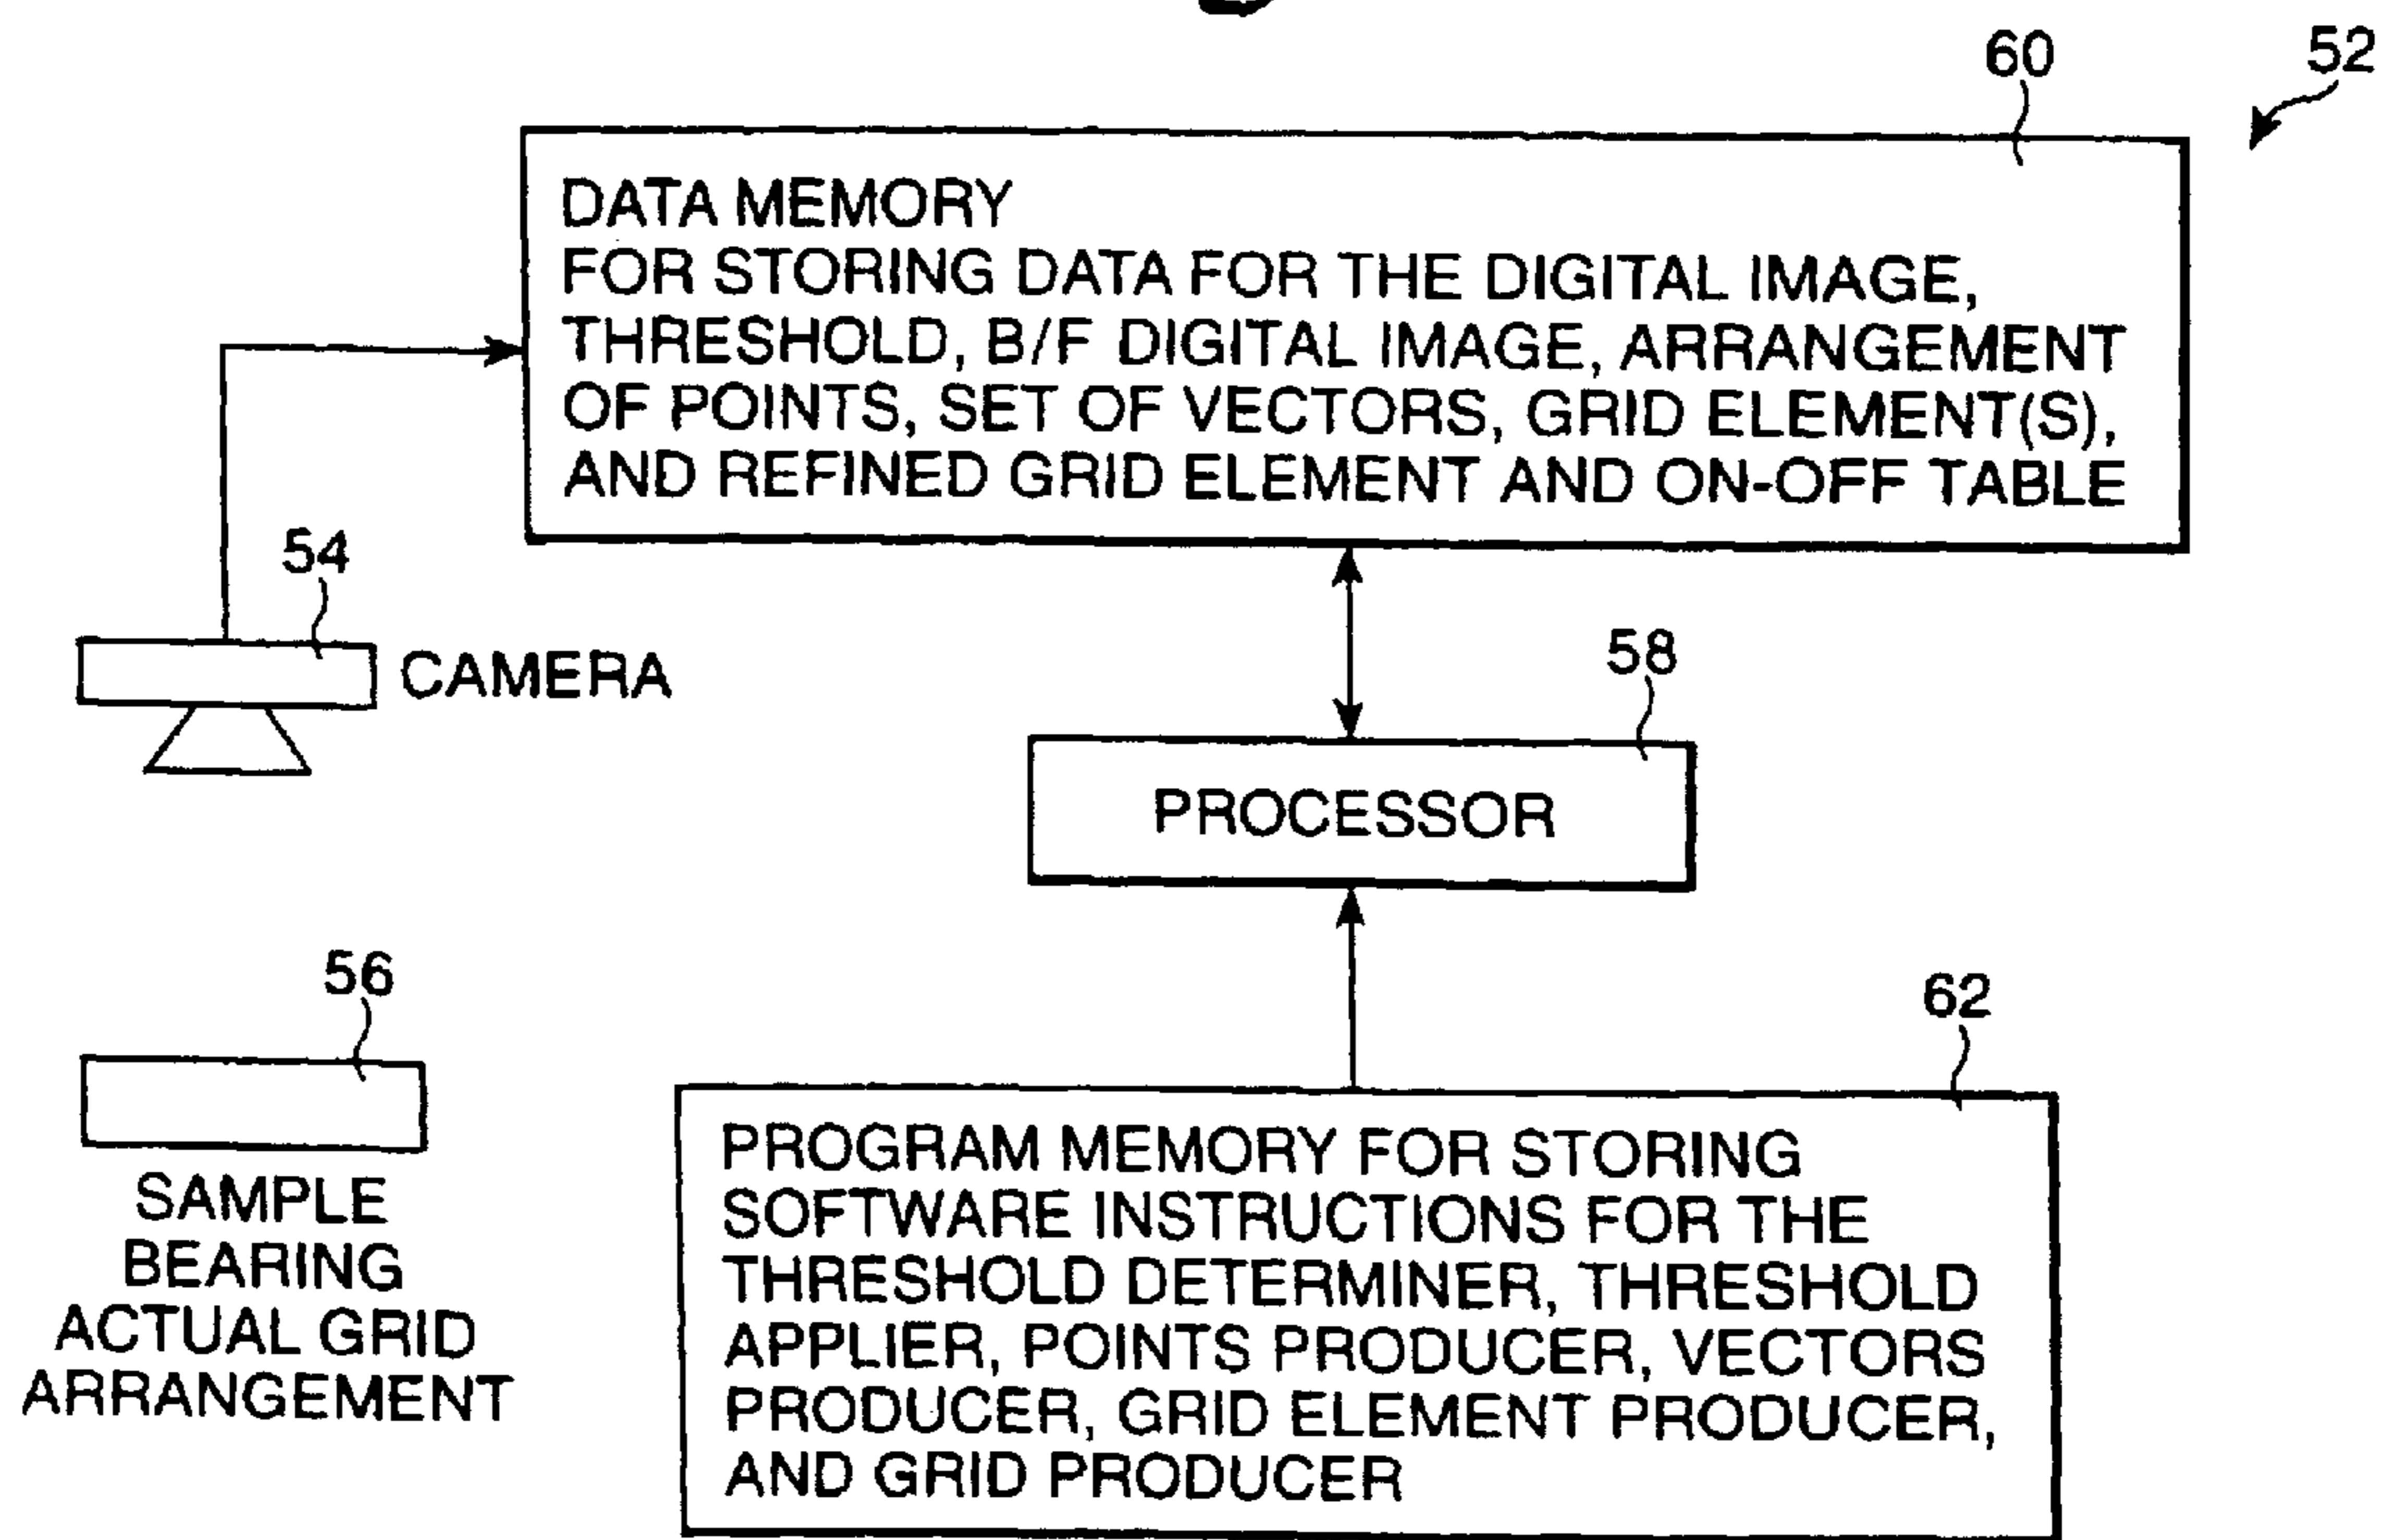 60
52
DATA MEMORY
FOR STORING DATA FOR THE DIGITAL IMAGE,
THRESHOLD, B/F DIGITAL IMAGE, ARRANGEMENT
OF POINTS, SET OF VECTORS, GRID ELEMENT(S),
AND REFINED GRID ELEMENT AND ON-OFF TABLE
54
CAMERA
58
PROCESSOR
56
SAMPLE
BEARING
ACTUAL GRID
ARRANGEMENT
62
PROGRAM MEMORY FOR STORING
SOFTWARE INSTRUCTIONS FOR THE
THRESHOLD DETERMINER, THRESHOLD
APPLIER, POINTS PRODUCER, VECTORS
PRODUCER, GRID ELEMENT PRODUCER,
AND GRID PRODUCER